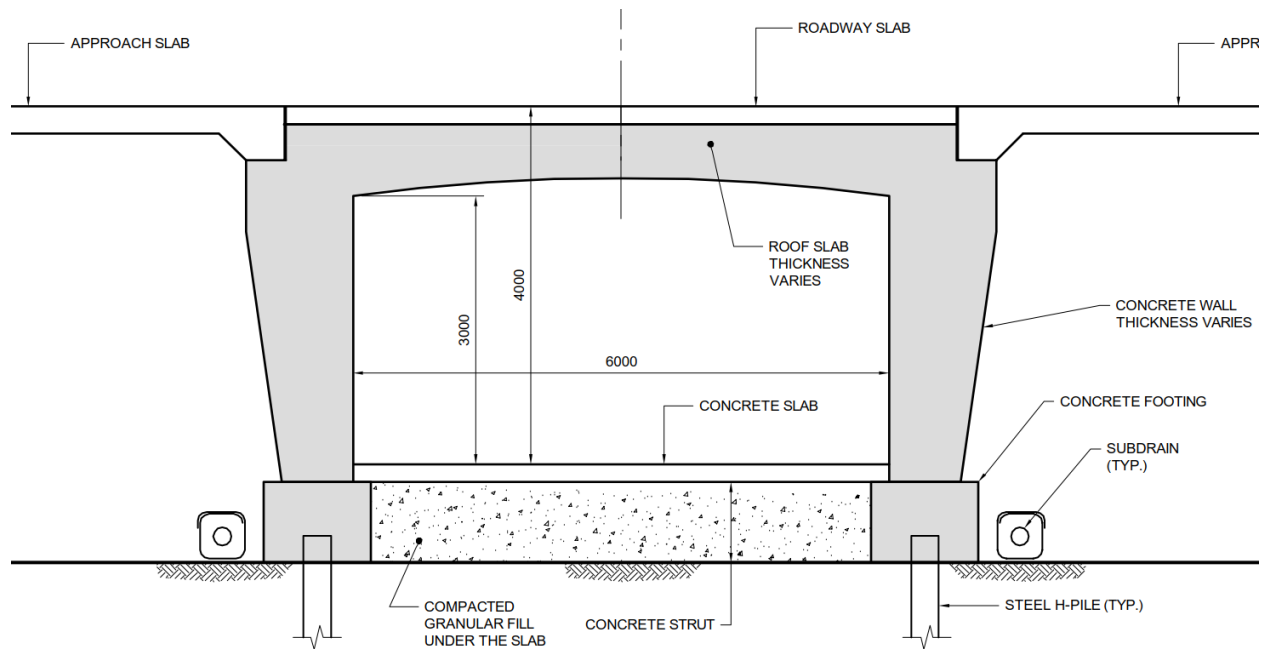 APPROACH SLAB
ROADWAY SLAB
APPR
ROOF SLAB
THICKNESS
VARIES
4000
3000
CONCRETE WALL
THICKNESS VARIES
6000
CONCRETE SLAB
CONCRETE FOOTING
SUBDRAIN
(TYP.)
COMPACTED
GRANULAR FILL
UNDER THE SLAB
CONCRETE STRUT
STEEL H-PILE (TYP.)